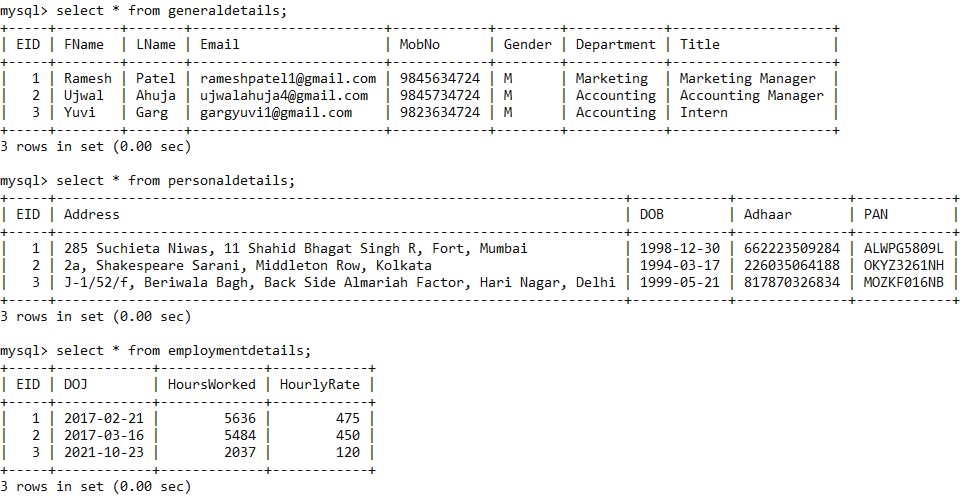 mysql> select * from generaldetails;
+-----+--------+-------+------------------------+------------+--------+------------+--------------------+
| EID | FName  | LName | Email                  | MobNo      | Gender | Department | Title              |
+-----+--------+-------+------------------------+------------+--------+------------+--------------------+
|   1 | Ramesh | Patel | rameshpatel1@gmail.com | 9845634724 | M      | Marketing  | Marketing Manager  |
|   2 | Ujwal  | Ahuja | ujwalahuja4@gmail.com  | 9845734724 | M      | Accounting | Accounting Manager |
|   3 | Yuvi   | Garg  | gargyuvi1@gmail.com    | 9823634724 | M      | Accounting | Intern             |
+-----+--------+-------+------------------------+------------+--------+------------+--------------------+
3 rows in set (0.00 sec)
mysql> select * from personaldetails;
+-----+----------------------------------------------------------------------+------------+--------------+------------+
| EID | Address                                                              | DOB        | Adhaar       | PAN        |
+-----+----------------------------------------------------------------------+------------+--------------+------------+
|   1 | 285 Suchieta Niwas, 11 Shahid Bhagat Singh R, Fort, Mumbai           | 1998-12-30 | 662223509284 | ALWPG5809L |
|   2 | 2a, Shakespeare Sarani, Middleton Row, Kolkata                       | 1994-03-17 | 226035064188 | OKYZ3261NH |
|   3 | J-1/52/f, Beriwala Bagh, Back Side Almariah Factor, Hari Nagar, Delhi | 1999-05-21 | 817870326834 | MOZKF016NB |
+-----+----------------------------------------------------------------------+------------+--------------+------------+
3 rows in set (0.00 sec)
mysql> select * from employmentdetails;
+-----+------------+-------------+------------+
| EID | DOJ        | HoursWorked | HourlyRate |
+-----+------------+-------------+------------+
|   1 | 2017-02-21 |        5636 |        475 |
|   2 | 2017-03-16 |        5484 |        450 |
|   3 | 2021-10-23 |        2037 |        120 |
+-----+------------+-------------+------------+
3 rows in set (0.00 sec)